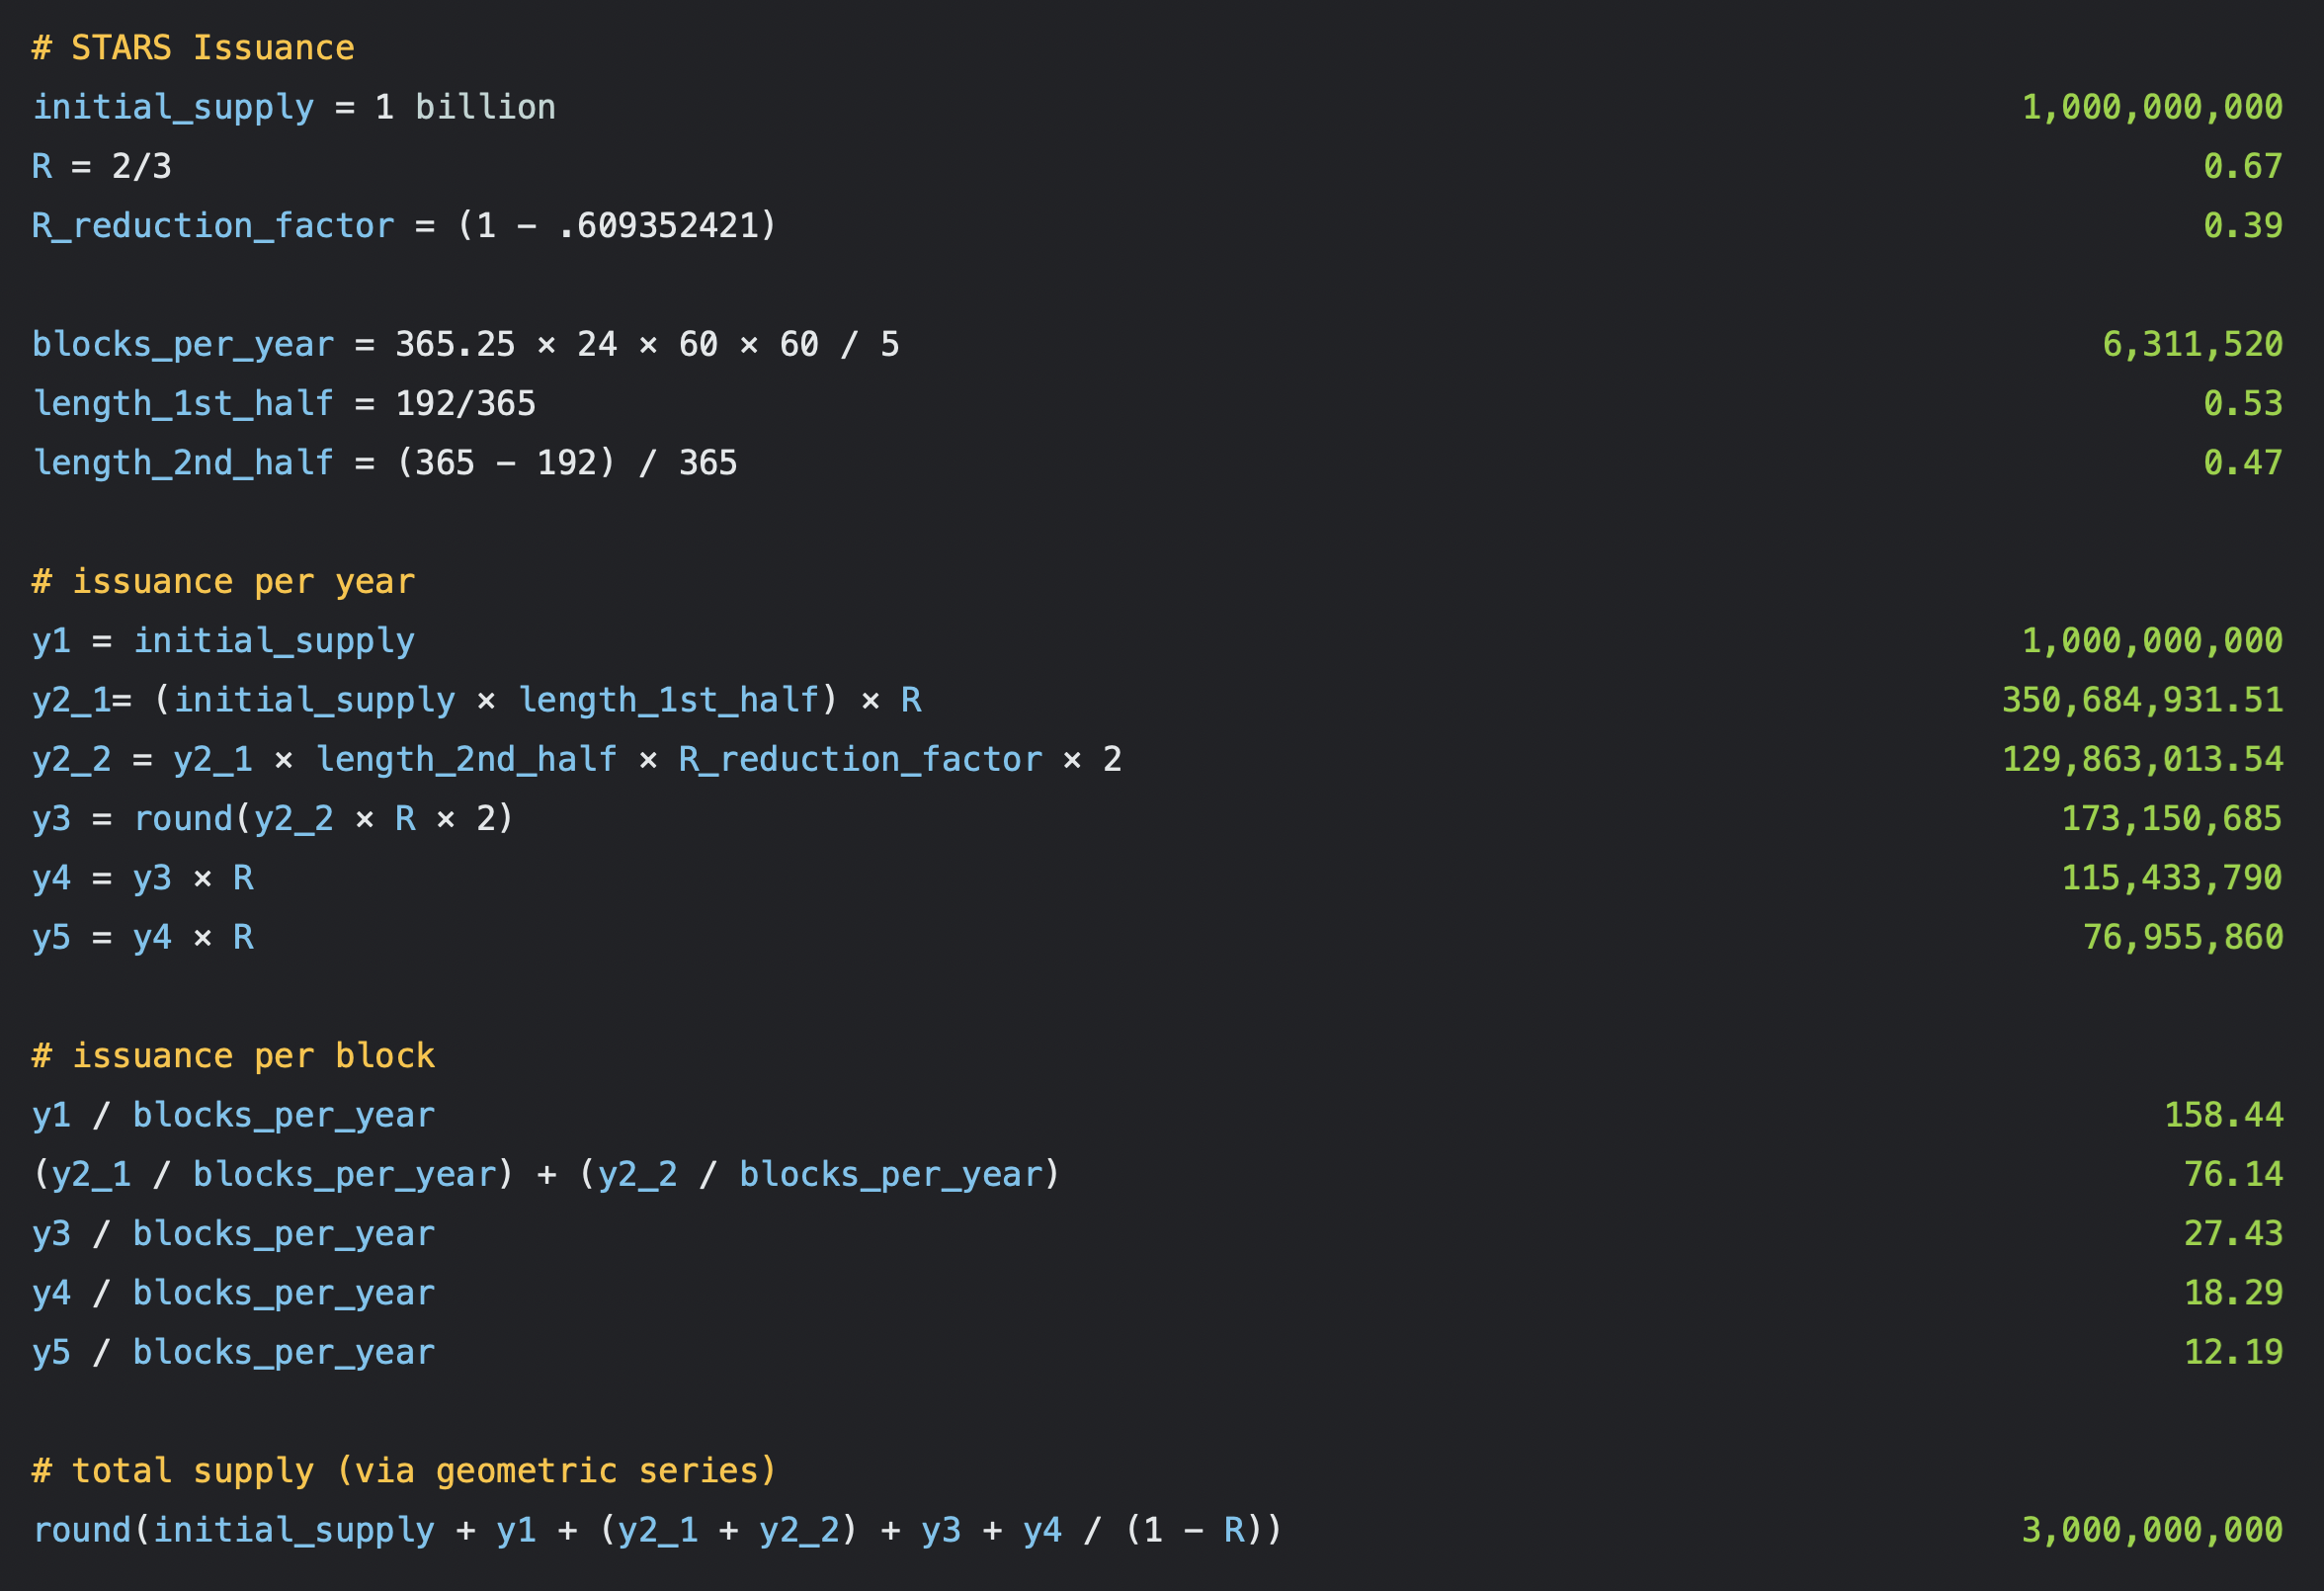 # STARS Issuance
initial_supply = 1 billion 1,000,000,000
R = 2/3 0.67
R_reduction_factor = (1 − .609352421) 0.39
blocks_per_year = 365.25 × 24 × 60 × 60 / 5 6,311,520
length_1st_half = 192/365 0.53
length_2nd_half = (365 − 192) / 365 0.47
# issuance per year
y1 = initial_supply 1,000,000,000
y2_1= (initial_supply × length_1st_half) × R 350,684,931.51
y2_2 = y2_1 × length_2nd_half × R_reduction_factor × 2 129,863,013.54
y3 = round(y2_2 × R × 2) 173,150,685
y4 = y3 × R 115,433,790
y5 = y4 × R 76,955,860
# issuance per block
y1 / blocks_per_year 158.44
(y2_1 / blocks_per_year) + (y2_2 / blocks_per_year) 76.14
y3 / blocks_per_year 27.43
y4 / blocks_per_year 18.29
y5 / blocks_per_year 12.19
# total supply (via geometric series)
round(initial_supply + y1 + (y2_1 + y2_2) + y3 + y4 / (1 − R)) 3,000,000,000